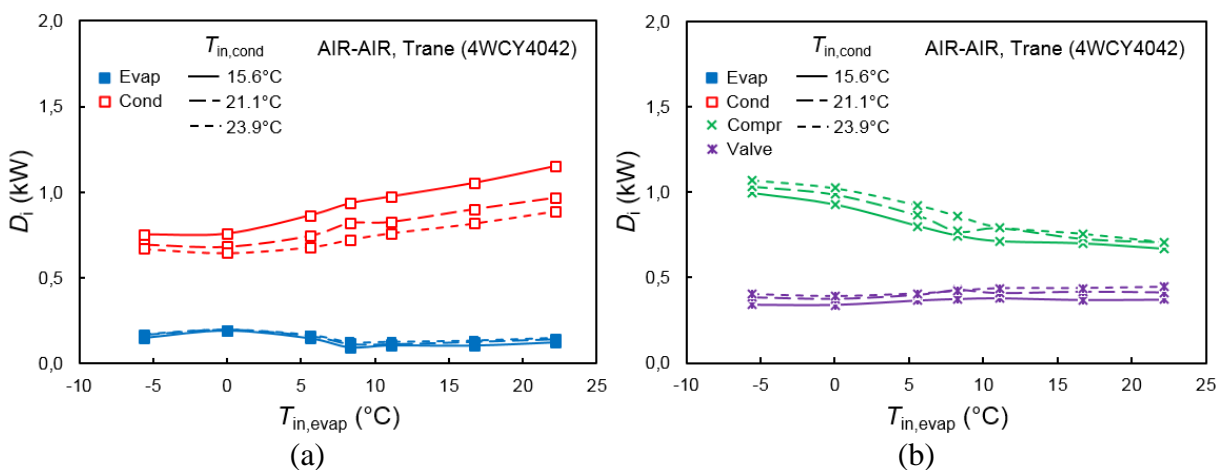 (a)
2,0
1,5
1,0
0,5
0,0
D_i (kW)
T_in,cond
AIR-AIR, Trane (4WCY4042)
Evap
Cond
15.6°C
21.1°C
23.9°C
-10 -5 0 5 10 15 20 25
T_in,evap (°C)
(a)
(b)
2,0
1,5
1,0
0,5
0,0
D_i (kW)
T_in,cond
AIR-AIR, Trane (4WCY4042)
Evap
Cond
Compr
Valve
15.6°C
21.1°C
23.9°C
-10 -5 0 5 10 15 20 25
T_in,evap (°C)
(b)